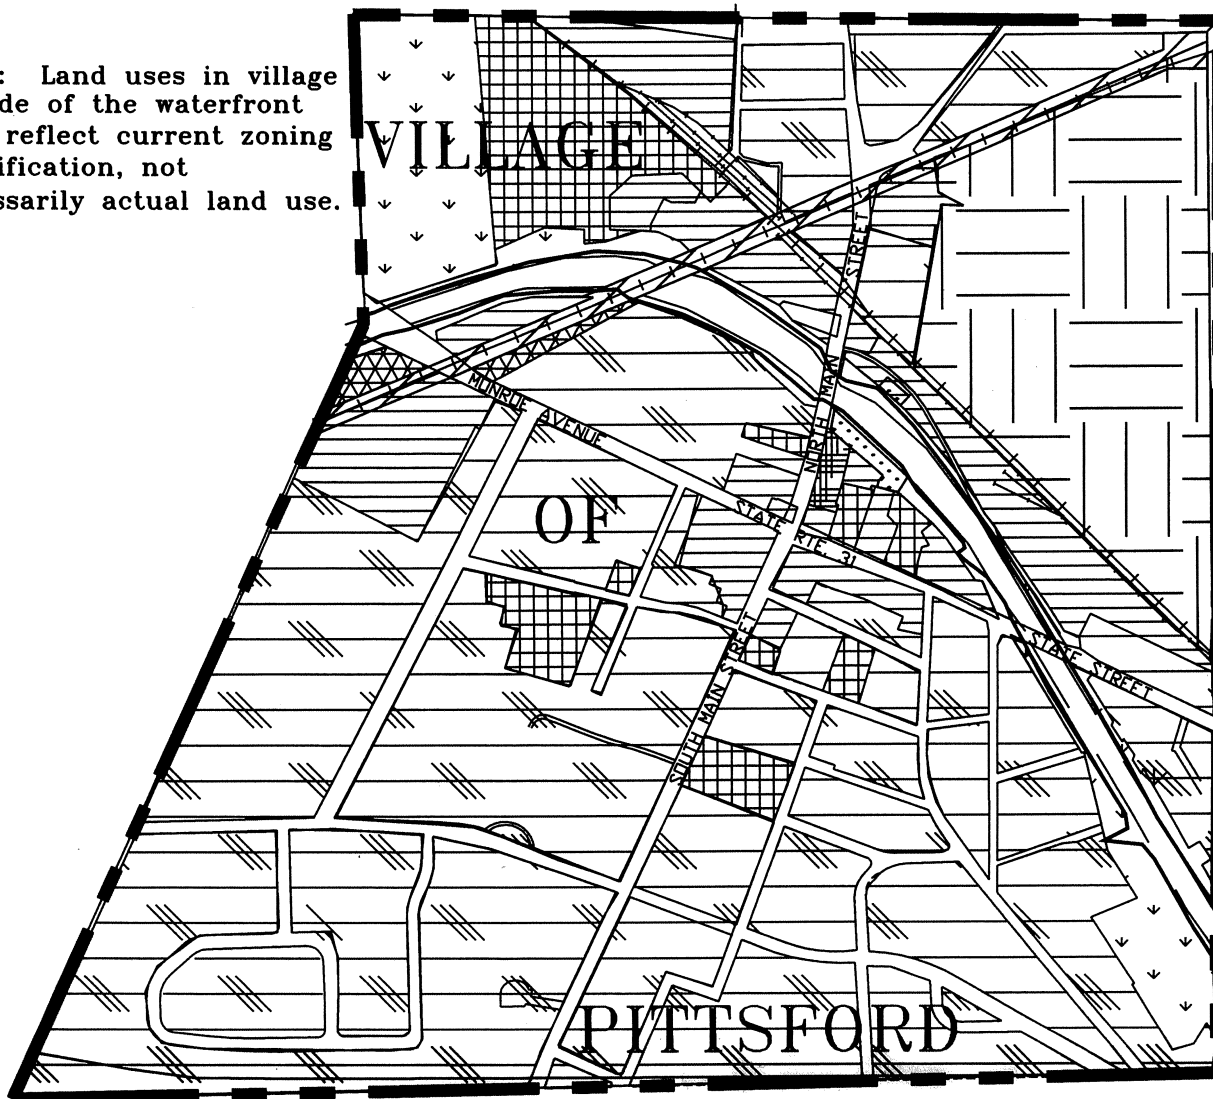 : Land uses in village
de of the waterfront
reflect current zoning
ification, not
ssarily actual land use.
VILLAGE
STREET
NORTH MAIN
MONROE AVENUE
OF
STATE RTE. 31
STATE STREET
SOUTH MAIN STREET
PITTSFORD